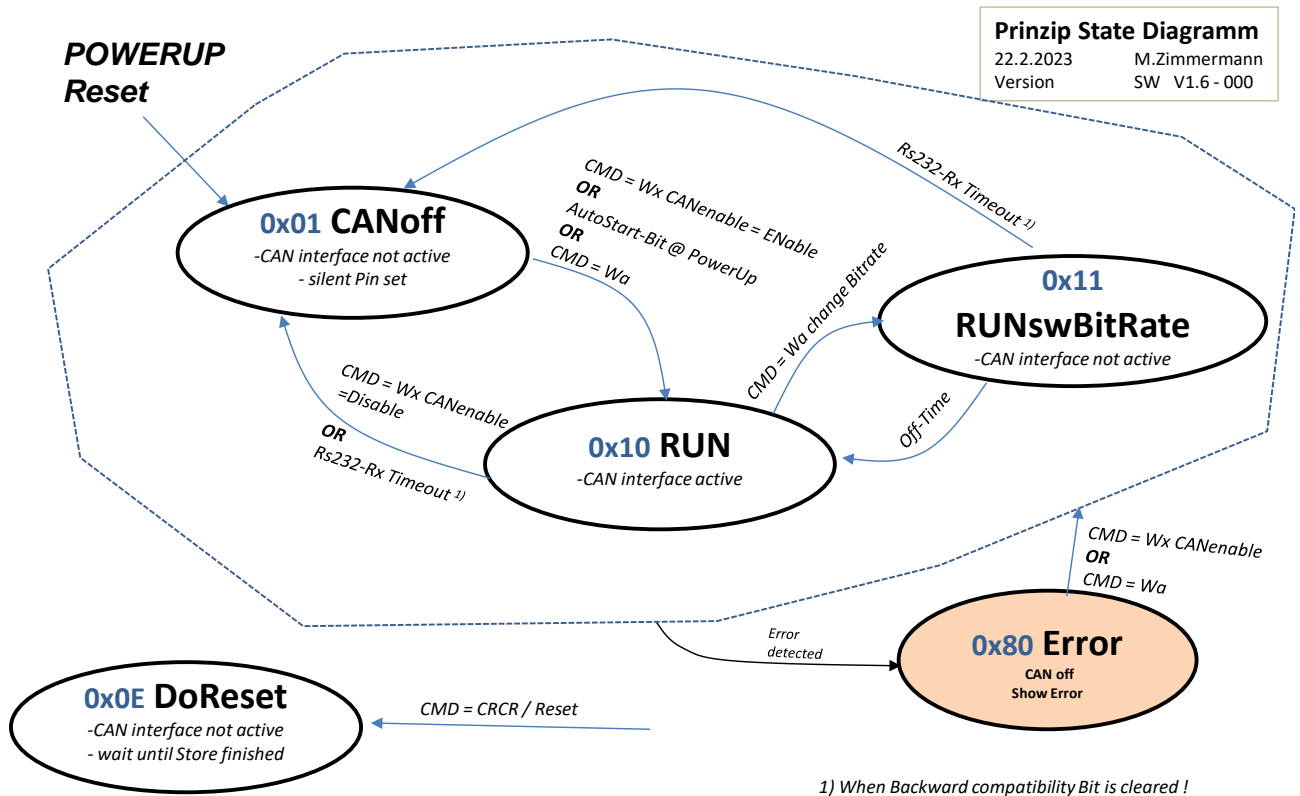 POWERUP
Reset
Prinzip State Diagramm
22.2.2023 M.Zimmermann
Version SW V1.6 - 000
0x01 CANoff
-CAN interface not active
- silent Pin set
CMD = Wx CANenable = ENable
OR
AutoStart-Bit @ PowerUp
OR
CMD = Wa
Rs232-Rx Timeout 1)
0x11
RUNswBitRate
-CAN interface not active
CMD = Wa change Bitrate
Off-Time
CMD = Wx CANenable
=Disable
OR
Rs232-Rx Timeout 1)
0x10 RUN
-CAN interface active
CMD = Wx CANenable
OR
CMD = Wa
Error
detected
0x80 Error
CAN off
Show Error
0x0E DoReset
-CAN interface not active
- wait until Store finished
CMD = CRCR / Reset
1) When Backward compatibility Bit is cleared !